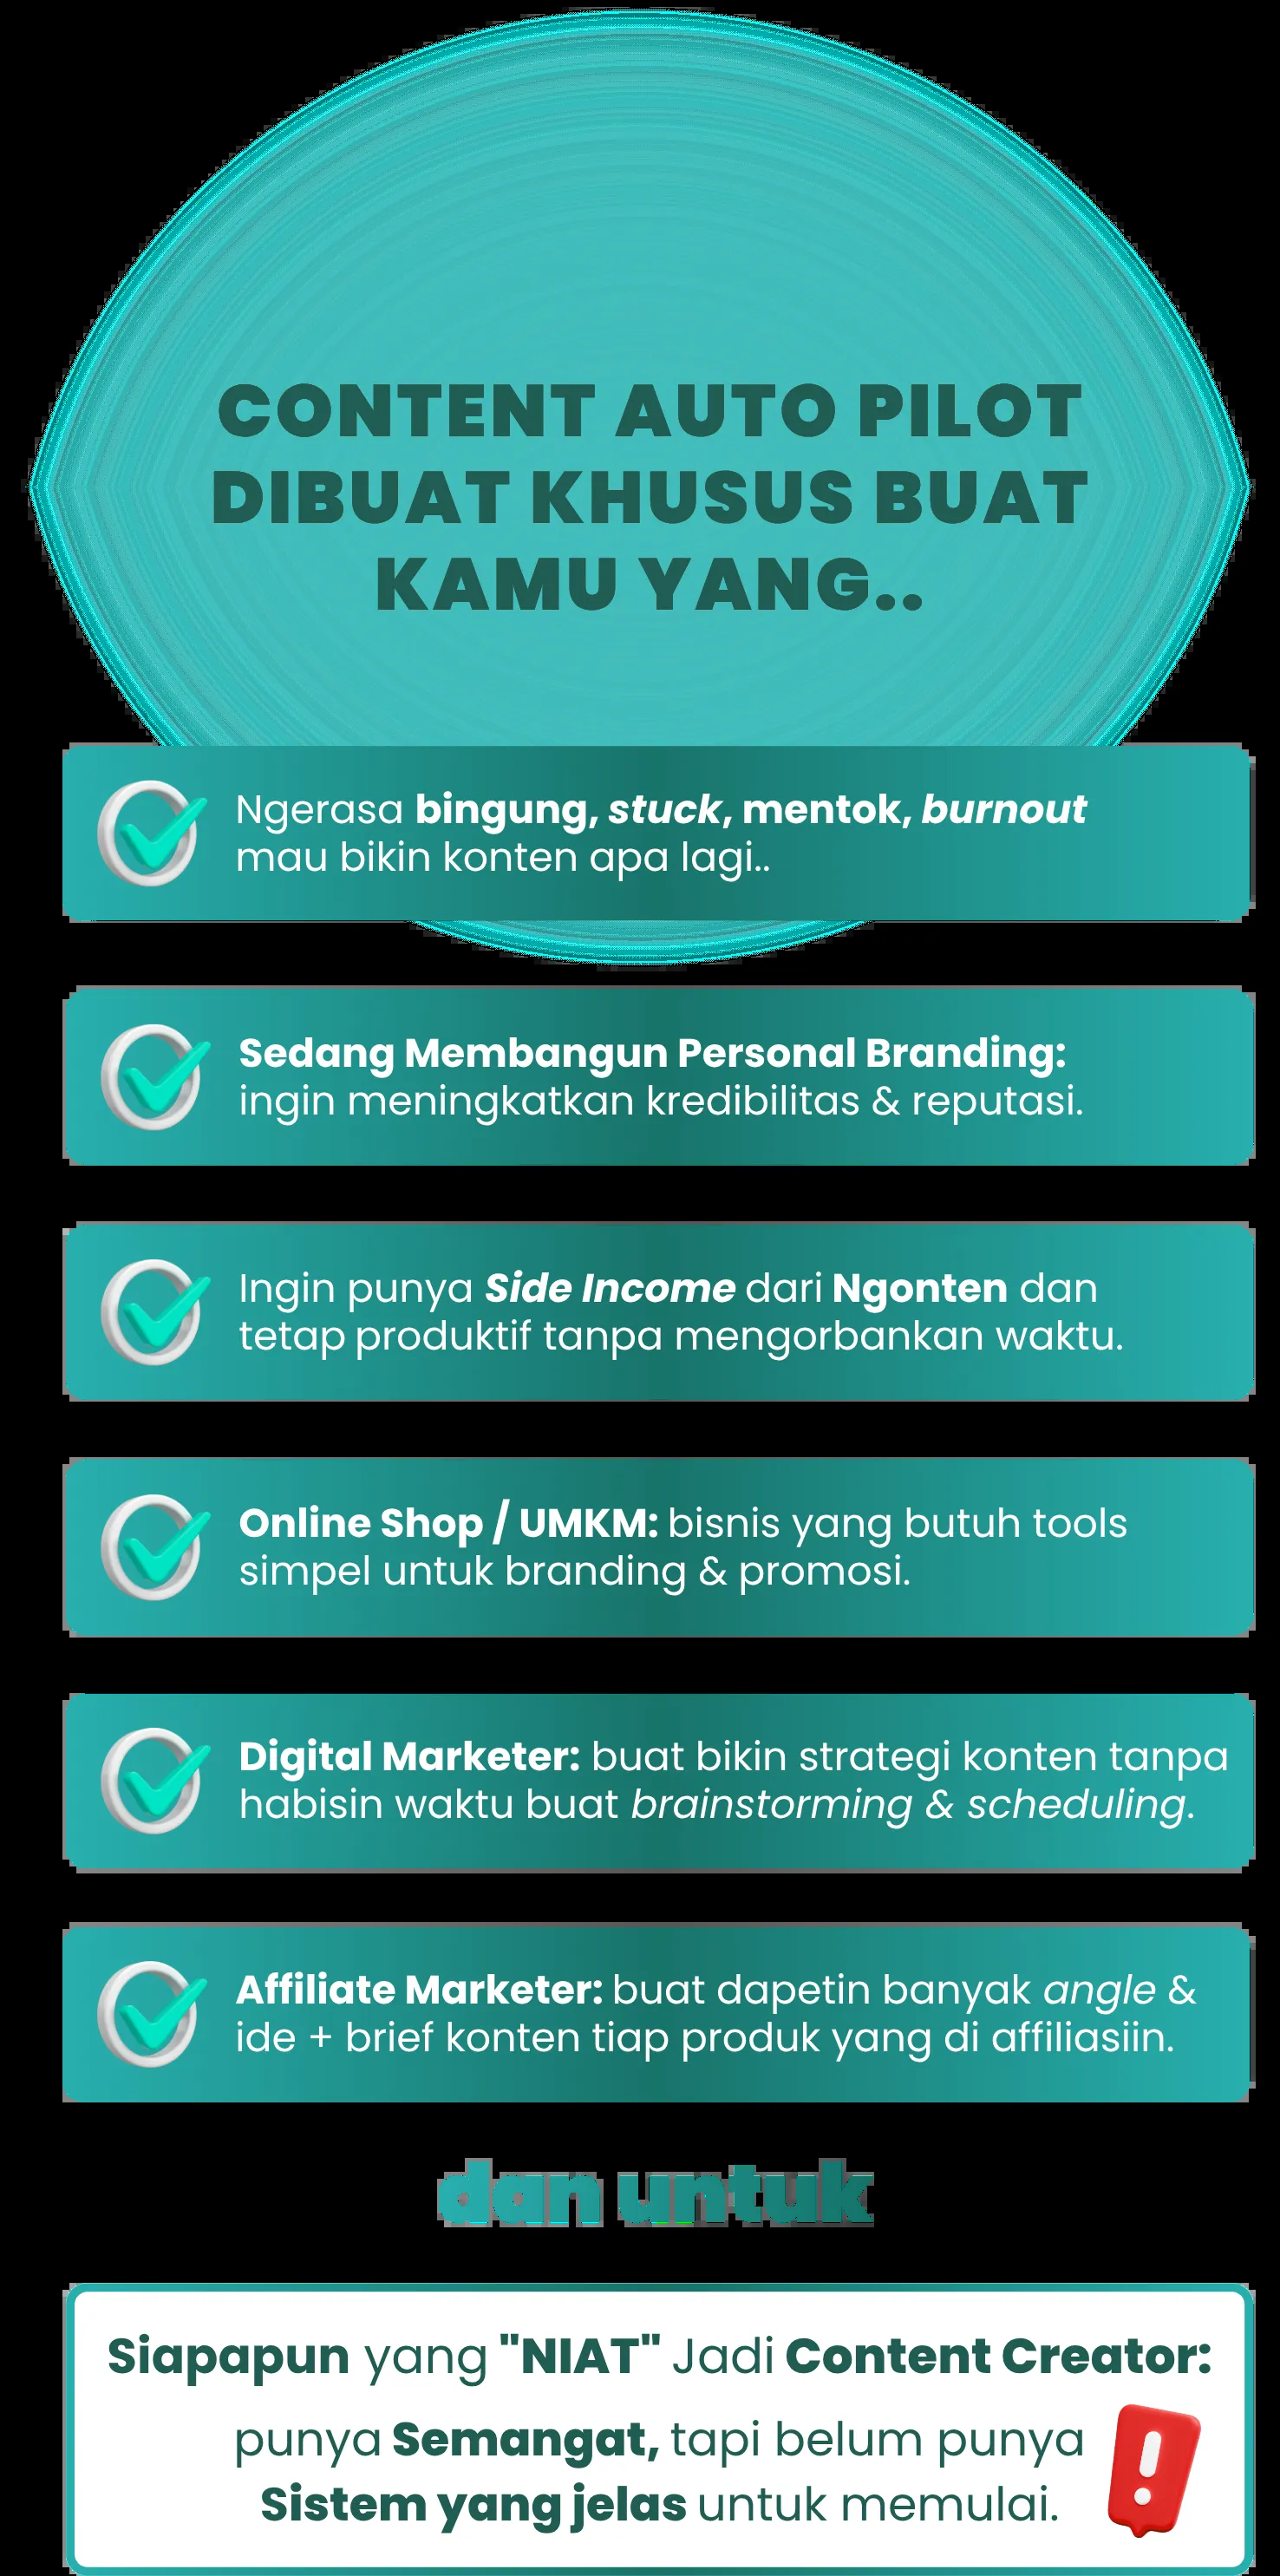 CONTENT AUTO PILOT
DIBUAT KHUSUS BUAT
KAMU YANG..
Ngerasa bingung, stuck, mentok, burnout
mau bikin konten apa lagi..
Sedang Membangun Personal Branding:
ingin meningkatkan kredibilitas & reputasi.
Ingin punya Side Income dari Ngonten dan
tetap produktif tanpa mengorbankan waktu.
Online Shop / UMKM: bisnis yang butuh tools
simpel untuk branding & promosi.
Digital Marketer: buat bikin strategi konten tanpa
habisin waktu buat brainstorming & scheduling.
Affiliate Marketer: buat dapetin banyak angle &
ide + brief konten tiap produk yang di affiliasiin.
dan untuk
Siapapun yang "NIAT" Jadi Content Creator:
punya Semangat, tapi belum punya
Sistem yang jelas untuk memulai.